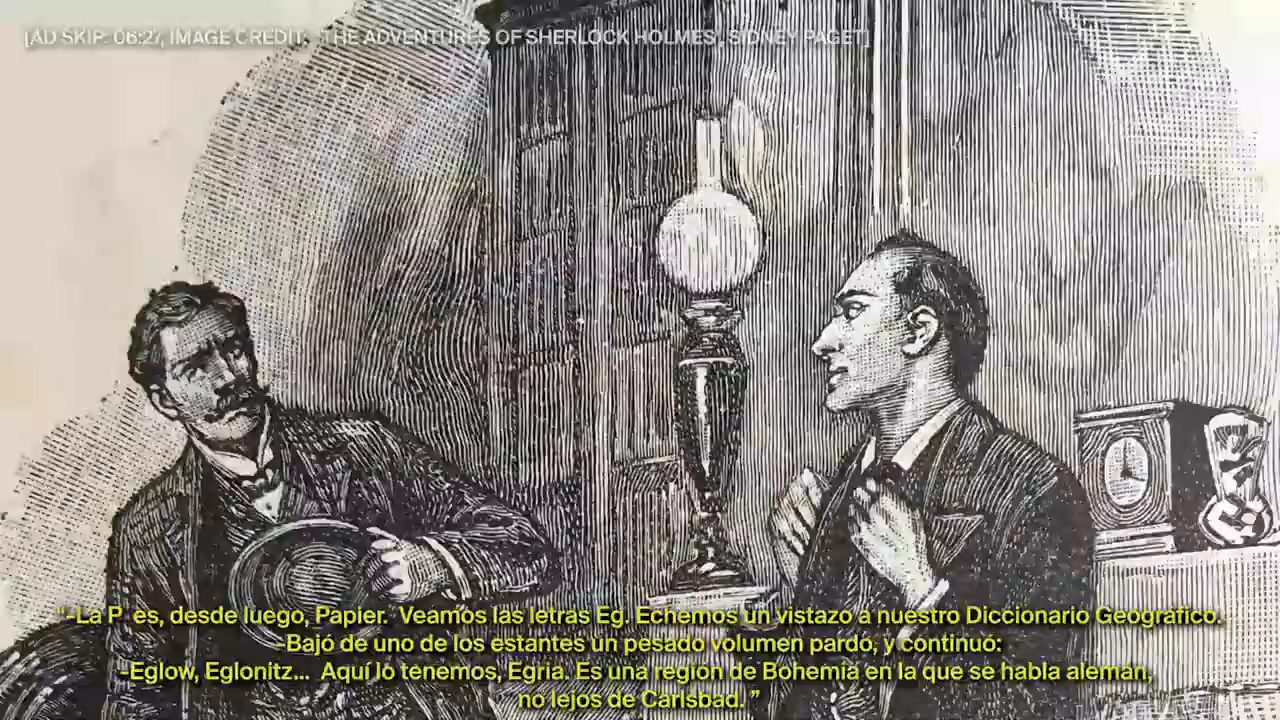 [AD SKIP: 06:27, IMAGE CREDIT: "THE ADVENTURES OF SHERLOCK HOLMES", SIDNEY PAGET]
"-La P es, desde luego, Papier. Veamos las letras Eg. Echemos un vistazo a nuestro Diccionario Geográfico.
-Bajó de uno de los estantes un pesado volumen pardo, y continuó:
-Eglow, Eglonitz... Aquí lo tenemos, Egria. Es una región de Bohemia en la que se habla alemán,
no lejos de Carlsbad."